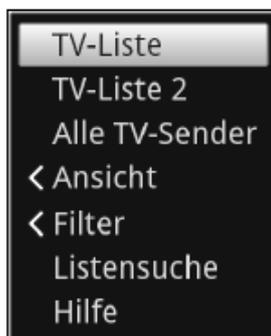 TV-Liste
TV-Liste 2
Alle TV-Sender
< Ansicht
< Filter
Listensuche
Hilfe